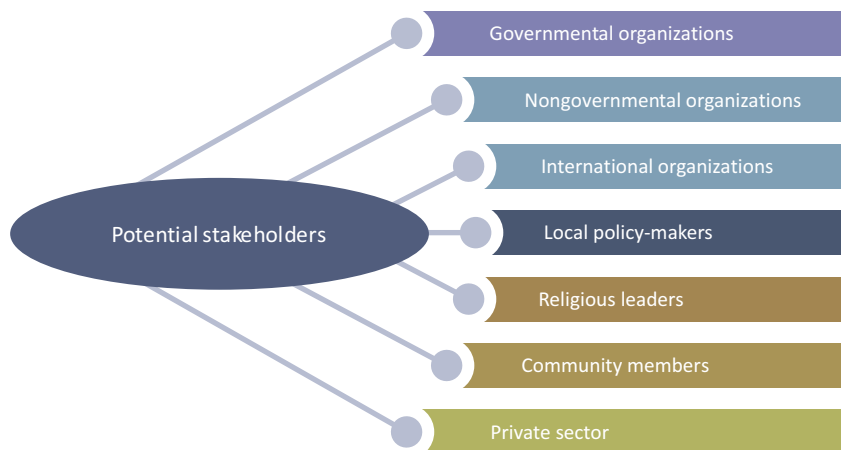 Governmental organizations
Nongovernmental organizations
International organizations
Potential stakeholders
Local policy-makers
Religious leaders
Community members
Private sector